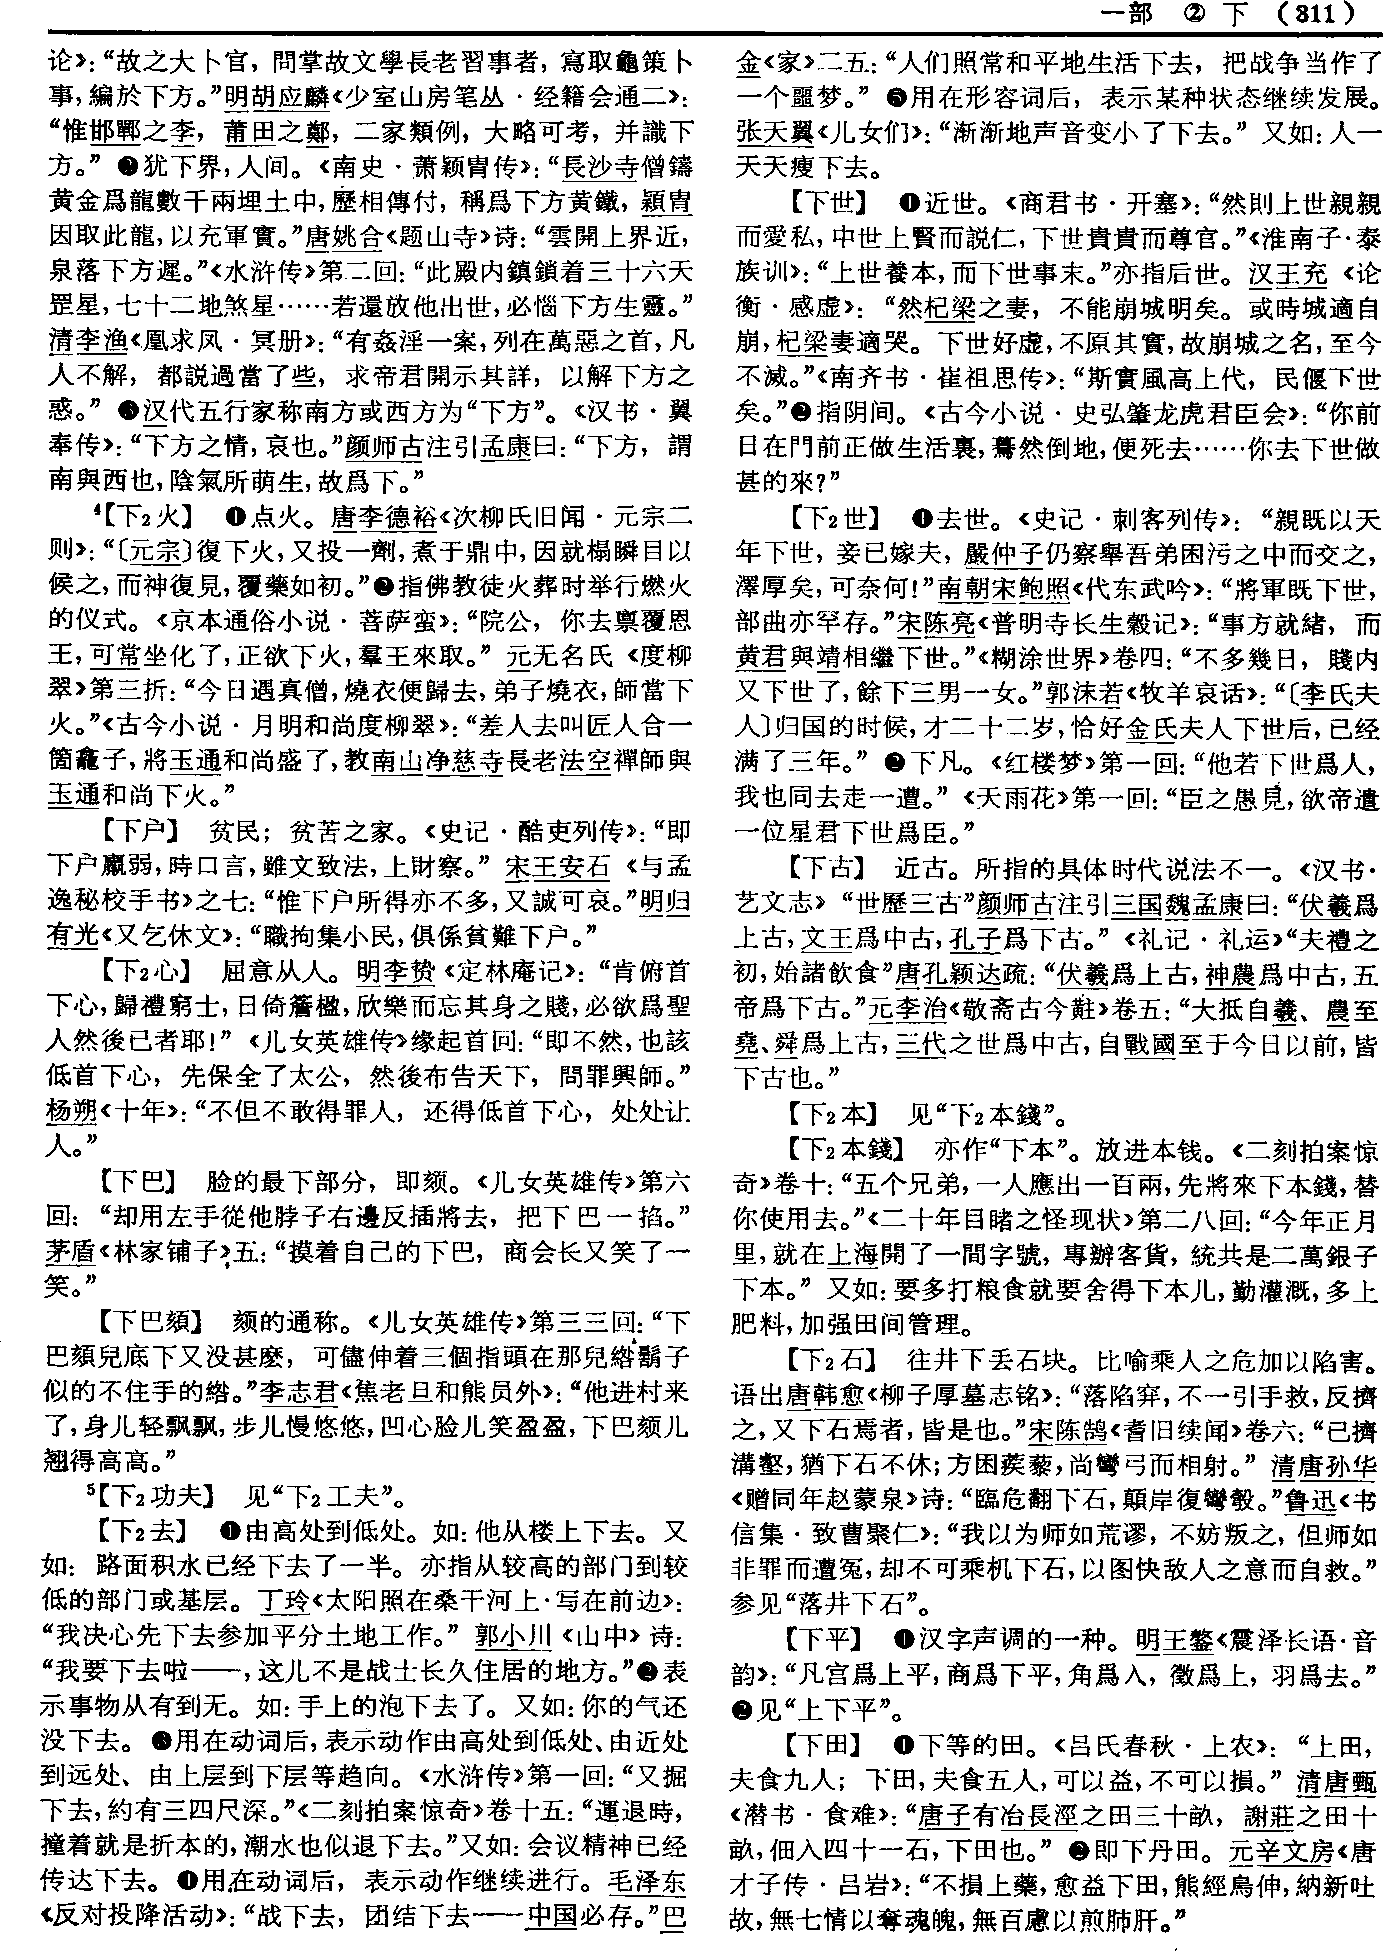 一部 ② 下 （311）
论》：“故之大卜官，問掌故文學長老習事者，寫取龜策卜
事，編於下方。”明胡应麟《少室山房笔丛·经籍会通二》：
“惟邯鄲之李，莆田之鄭，二家類例，大略可考，并識下
方。” ❷犹下界，人间。《南史·萧颖胄传》：“長沙寺僧鑄
黄金爲龍數千兩埋土中，歷相傳付，稱爲下方黄鐵，穎胄
因取此龍，以充軍實。”唐姚合《题山寺》诗：“雲開上界近，
泉落下方遲。”《水浒传》第二回：“此殿内鎮鎖着三十六天
罡星，七十二地煞星……若還放他出世，必惱下方生靈。”
清李渔《凰求凤·冥册》：“有姦淫一案，列在萬惡之首，凡
人不解，都説過當了些，求帝君開示其詳，以解下方之
惑。” ❸汉代五行家称南方或西方为“下方”。《汉书·翼
奉传》：“下方之情，哀也。”颜师古注引孟康曰：“下方，謂
南與西也，陰氣所萌生，故爲下。”
⁴【下₂火】 ❶点火。唐李德裕《次柳氏旧闻·元宗二
则》：“〔元宗〕復下火，又投一劑，煮于鼎中，因就榻瞬目以
候之，而神復見，覆藥如初。”❷指佛教徒火葬时举行燃火
的仪式。《京本通俗小说·菩萨蛮》：“院公，你去禀覆恩
王，可常坐化了，正欲下火，羣王來取。” 元无名氏《度柳
翠》第三折：“今日遇真僧，燒衣便歸去，弟子燒衣，師當下
火。”《古今小说·月明和尚度柳翠》：“差人去叫匠人合一
箇龕子，將玉通和尚盛了，教南山净慈寺長老法空禪師與
玉通和尚下火。”
【下户】 贫民；贫苦之家。《史记·酷吏列传》：“即
下户羸弱，時口言，雖文致法，上財察。” 宋王安石《与孟
逸秘校手书》之七：“惟下户所得亦不多，又誠可哀。”明归
有光《又乞休文》：“職拘集小民，俱係貧難下户。”
【下₂心】 屈意从人。明李贽《定林庵记》：“肯俯首
下心，歸禮窮士，日倚簷楹，欣樂而忘其身之賤，必欲爲聖
人然後已者耶！” 《儿女英雄传》缘起首回：“即不然，也該
低首下心，先保全了太公，然後布告天下，問罪興師。”
杨朔《十年》：“不但不敢得罪人，还得低首下心，处处让
人。”
【下巴】 脸的最下部分，即颏。《儿女英雄传》第六
回：“却用左手從他脖子右邊反插將去，把下巴一掐。”
茅盾《林家铺子》五：“摸着自己的下巴，商会长又笑了一
笑。”
【下巴頦】 颏的通称。《儿女英雄传》第三三回：“下
巴頦兒底下又没甚麽，可儘伸着三個指頭在那兒綹鬍子
似的不住手的綹。”李志君《焦老旦和熊员外》：“他进村来
了，身儿轻飘飘，步儿慢悠悠，凹心脸儿笑盈盈，下巴颏儿
翘得高高。”
⁵【下₂功夫】 见“下₂工夫”。
【下₂去】 ❶由高处到低处。如：他从楼上下去。又
如：路面积水已经下去了一半。亦指从较高的部门到较
低的部门或基层。丁玲《太阳照在桑干河上·写在前边》：
“我决心先下去参加平分土地工作。” 郭小川《山中》诗：
“我要下去啦——，这儿不是战士长久住居的地方。”❷表
示事物从有到无。如：手上的泡下去了。又如：你的气还
没下去。 ❸用在动词后，表示动作由高处到低处、由近处
到远处、由上层到下层等趋向。《水浒传》第一回：“又掘
下去，約有三四尺深。”《二刻拍案惊奇》卷十五：“運退時，
撞着就是折本的，潮水也似退下去。”又如：会议精神已经
传达下去。❹用在动词后，表示动作继续进行。毛泽东
《反对投降活动》：“战下去，团结下去——中国必存。”巴
金《家》二五：“人们照常和平地生活下去，把战争当作了
一个噩梦。” ❺用在形容词后，表示某种状态继续发展。
张天翼《儿女们》：“渐渐地声音变小了下去。” 又如：人一
天天瘦下去。
【下世】 ❶近世。《商君书·开塞》：“然則上世親親
而愛私，中世上賢而説仁，下世貴貴而尊官。”《淮南子·泰
族训》：“上世養本，而下世事末。”亦指后世。汉王充《论
衡·感虚》：“然杞梁之妻，不能崩城明矣。或時城適自
崩，杞梁妻適哭。下世好虚，不原其實，故崩城之名，至今
不滅。”《南齐书·崔祖思传》：“斯實風高上代，民偃下世
矣。”❷指阴间。《古今小说·史弘肇龙虎君臣会》：“你前
日在門前正做生活裏，驀然倒地，便死去……你去下世做
甚的來？”
【下₂世】 ❶去世。《史记·刺客列传》：“親既以天
年下世，妾已嫁夫，嚴仲子仍察舉吾弟困污之中而交之，
澤厚矣，可奈何！”南朝宋鲍照《代东武吟》：“將軍既下世，
部曲亦罕存。”宋陈亮《普明寺长生穀记》：“事方就緒，而
黄君與靖相繼下世。”《糊涂世界》卷四：“不多幾日，賤内
又下世了，餘下三男一女。”郭沫若《牧羊哀话》：“〔李氏夫
人〕归国的时候，才二十二岁，恰好金氏夫人下世后，已经
满了三年。” ❷下凡。《红楼梦》第一回：“他若下世爲人，
我也同去走一遭。”《天雨花》第一回：“臣之愚見，欲帝遣
一位星君下世爲臣。”
【下古】 近古。所指的具体时代说法不一。《汉书·
艺文志》“世歷三古”颜师古注引三国魏孟康曰：“伏羲爲
上古，文王爲中古，孔子爲下古。”《礼记·礼运》“夫禮之
初，始諸飲食”唐孔颖达疏：“伏羲爲上古，神農爲中古，五
帝爲下古。”元李治《敬斋古今黈》卷五：“大抵自羲、農至
堯、舜爲上古，三代之世爲中古，自戰國至于今日以前，皆
下古也。”
【下₂本】 见“下₂本錢”。
【下₂本錢】 亦作“下本”。放进本钱。《二刻拍案惊
奇》卷十：“五个兄弟，一人應出一百兩，先將來下本錢，替
你使用去。”《二十年目睹之怪现状》第二八回：“今年正月
里，就在上海開了一間字號，專辦客貨，統共是二萬銀子
下本。” 又如：要多打粮食就要舍得下本儿，勤灌溉，多上
肥料，加强田间管理。
【下₂石】 往井下丢石块。比喻乘人之危加以陷害。
语出唐韩愈《柳子厚墓志铭》：“落陷穽，不一引手救，反擠
之，又下石焉者，皆是也。”宋陈鹄《耆旧续闻》卷六：“已擠
溝壑，猶下石不休；方困蒺藜，尚彎弓而相射。” 清唐孙华
《赠同年赵蒙泉》诗：“臨危翻下石，顛岸復彎彀。”鲁迅《书
信集·致曹聚仁》：“我以为师如荒谬，不妨叛之，但师如
非罪而遭冤，却不可乘机下石，以图快敌人之意而自救。”
参见“落井下石”。
【下平】 ❶汉字声调的一种。明王鏊《震泽长语·音
韵》：“凡宫爲上平，商爲下平，角爲入，徵爲上，羽爲去。”
❷见“上下平”。
【下田】 ❶下等的田。《吕氏春秋·上农》：“上田，
夫食九人；下田，夫食五人，可以益，不可以損。” 清唐甄
《潜书·食难》：“唐子有冶長涇之田三十畝，謝莊之田十
畝，佃入四十一石，下田也。” ❷即下丹田。元辛文房《唐
才子传·吕岩》：“不損上藥，愈益下田，熊經鳥伸，納新吐
故，無七情以奪魂魄，無百慮以煎肺肝。”